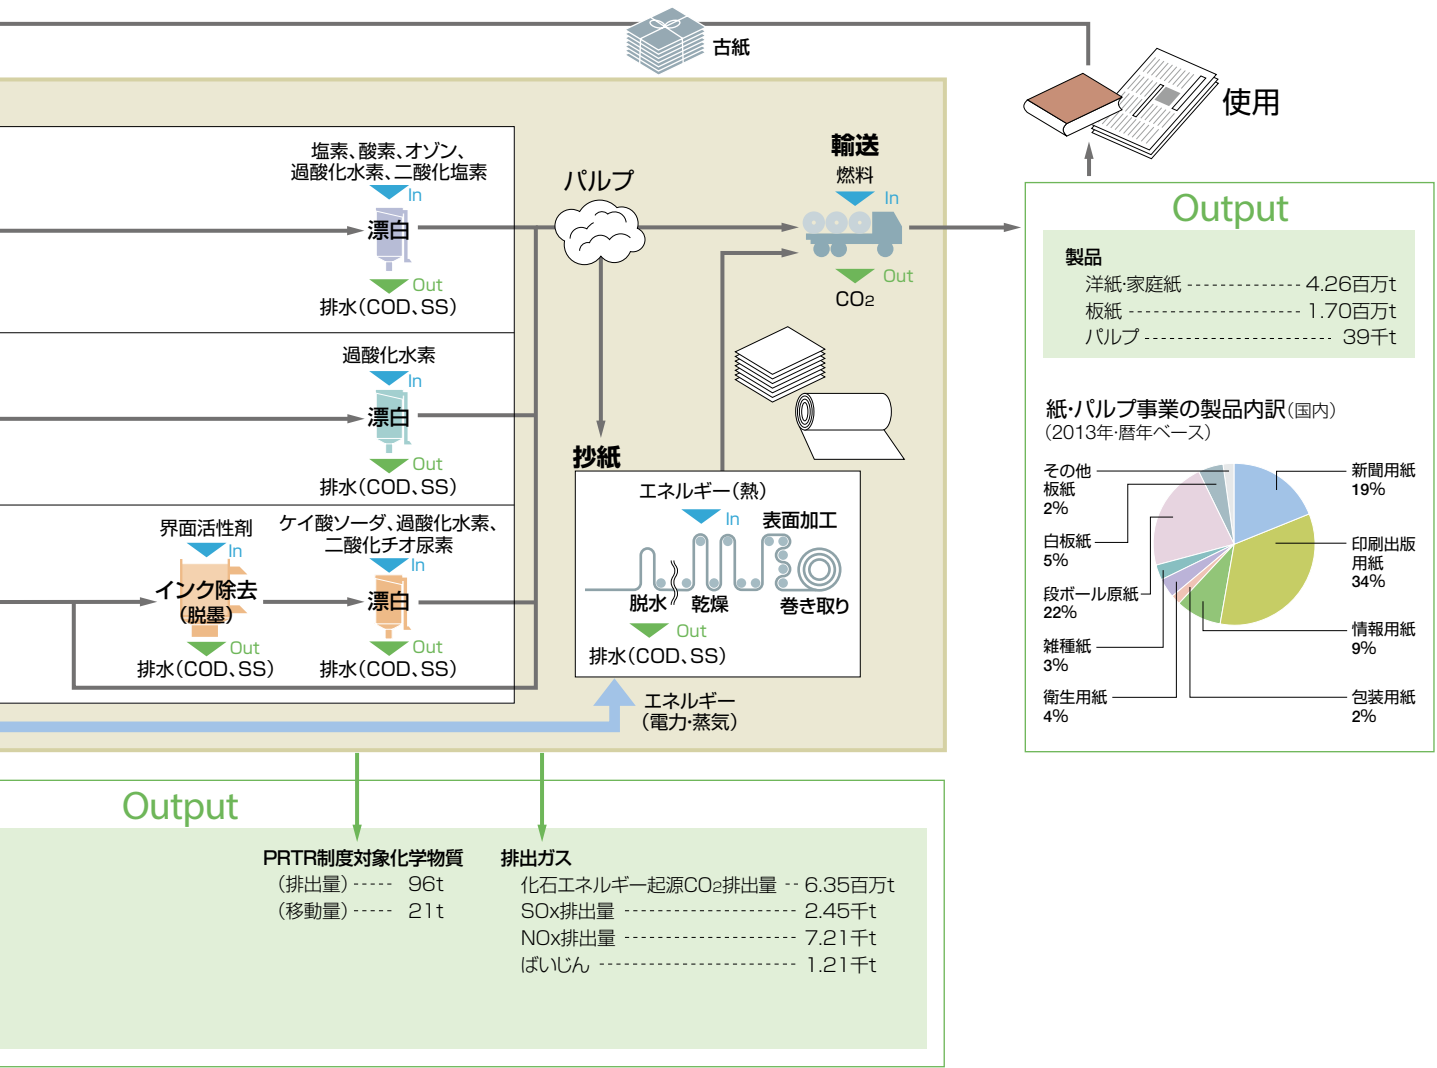 古紙
使用
塩素、酸素、オゾン、
過酸化水素、二酸化塩素
In
漂白
Out
排水(COD、SS)
過酸化水素
In
漂白
Out
排水(COD、SS)
界面活性剤
In
インク除去
(脱墨)
Out
排水(COD、SS)
ケイ酸ソーダ、過酸化水素、
二酸化チオ尿素
In
漂白
Out
排水(COD、SS)
パルプ
輸送
燃料
In
Out
CO2
抄紙
エネルギー(熱)
In
表面加工
脱水
乾燥
巻き取り
Out
排水(COD、SS)
エネルギー
(電力・蒸気)
Output
製品
洋紙・家庭紙 ------------- 4.26百万t
板紙 -------------------- 1.70百万t
パルプ ---------------------- 39千t
紙・パルプ事業の製品内訳(国内)
(2013年・暦年ベース)
その他
板紙
2%
白板紙
5%
段ボール原紙
22%
雑種紙
3%
衛生用紙
4%
新聞用紙
19%
印刷出版
用紙
34%
情報用紙
9%
包装用紙
2%
Output
PRTR制度対象化学物質
(排出量) ----- 96t
(移動量) ----- 21t
排出ガス
化石エネルギー起源CO2排出量 -- 6.35百万t
SOx排出量 -------------------- 2.45千t
NOx排出量 -------------------- 7.21千t
ばいじん ----------------------- 1.21千t